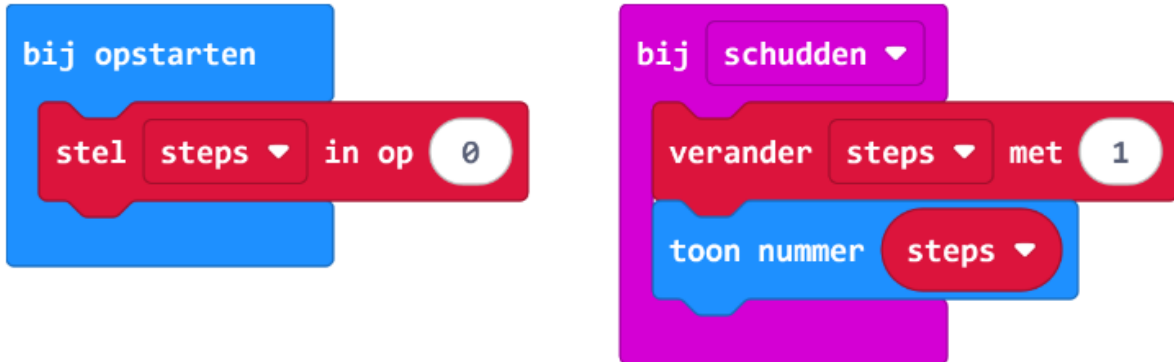 bij opstarten
stel steps in op 0
bij schudden
verander steps met 1
toon nummer steps